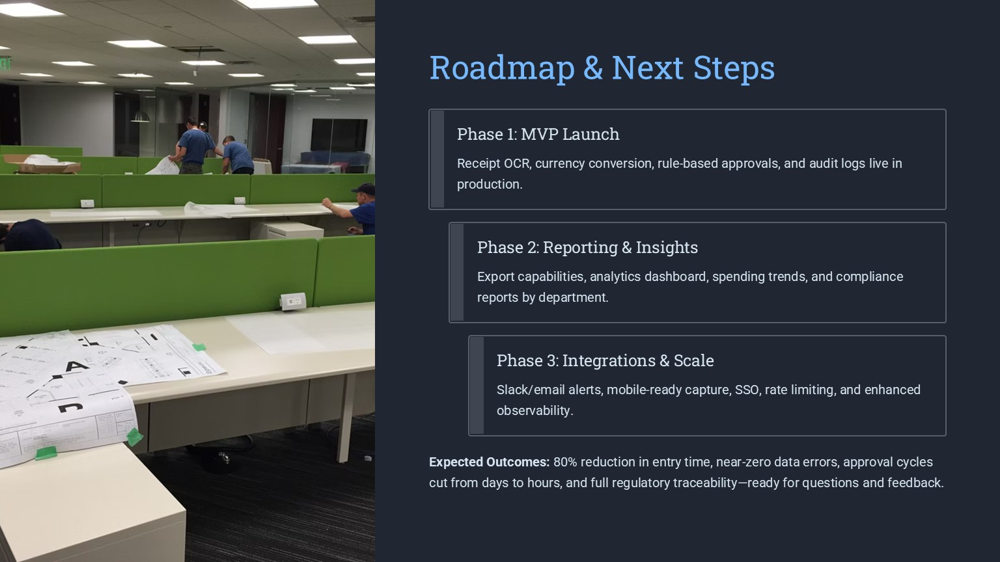 Roadmap & Next Steps
Phase 1: MVP Launch
Receipt OCR, currency conversion, rule-based approvals, and audit logs live in
production.
Phase 2: Reporting & Insights
Export capabilities, analytics dashboard, spending trends, and compliance
reports by department.
Phase 3: Integrations & Scale
Slack/email alerts, mobile-ready capture, SSO, rate limiting, and enhanced
observability.
Expected Outcomes: 80% reduction in entry time, near-zero data errors, approval cycles
cut from days to hours, and full regulatory traceability—ready for questions and feedback.
A